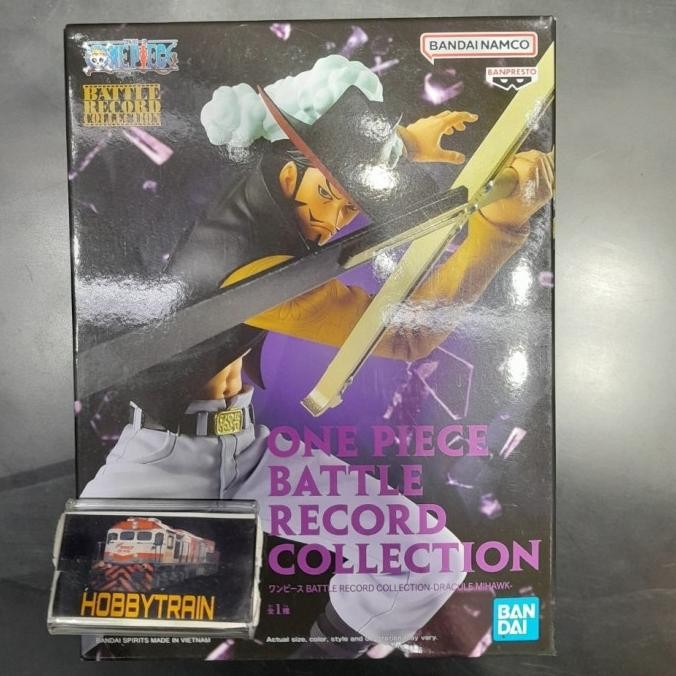 ONE PIECE
BATTLE
RECORD
COLLECTION
BANDAI NAMCO
BANPRESTO
ONE PIECE
BATTLE
RECORD
COLLECTION
ワンピース BATTLE RECORD COLLECTION-DRACULE MIHAWK-
全1種
HOBBYTRAIN
BANDAI SPIRITS MADE IN VIETNAM
Actual size, color, style and decoration may vary.
BAN
DAI